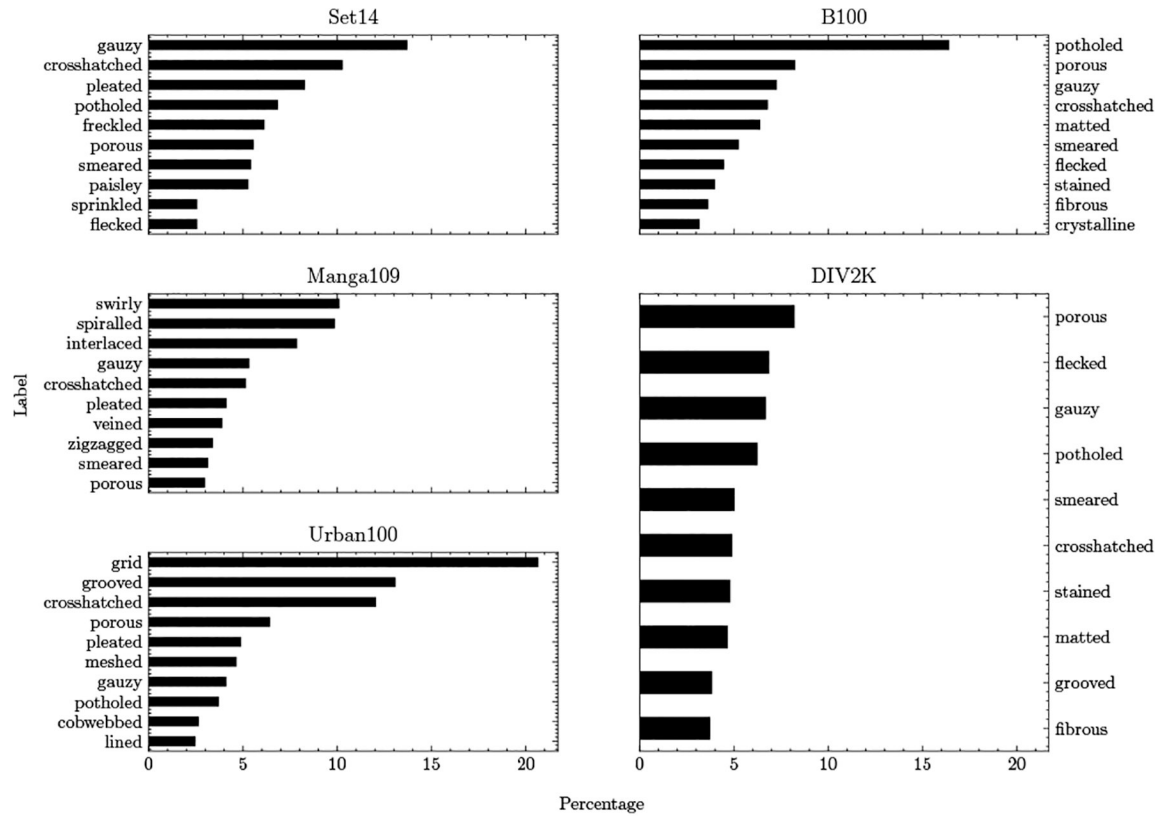 Set14
gauzy
crosshatched
pleated
potholed
freckled
porous
smeared
paisley
sprinkled
flecked
B100
potholed
porous
gauzy
crosshatched
matted
smeared
flecked
stained
fibrous
crystalline
Manga109
swirly
spiralled
interlaced
gauzy
crosshatched
pleated
veined
zigzagged
smeared
porous
Label
Urban100
grid
grooved
crosshatched
porous
pleated
meshed
gauzy
potholed
cobwebbed
lined
0 5 10 15 20
DIV2K
porous
flecked
gauzy
potholed
smeared
crosshatched
stained
matted
grooved
fibrous
0 5 10 15 20
Percentage